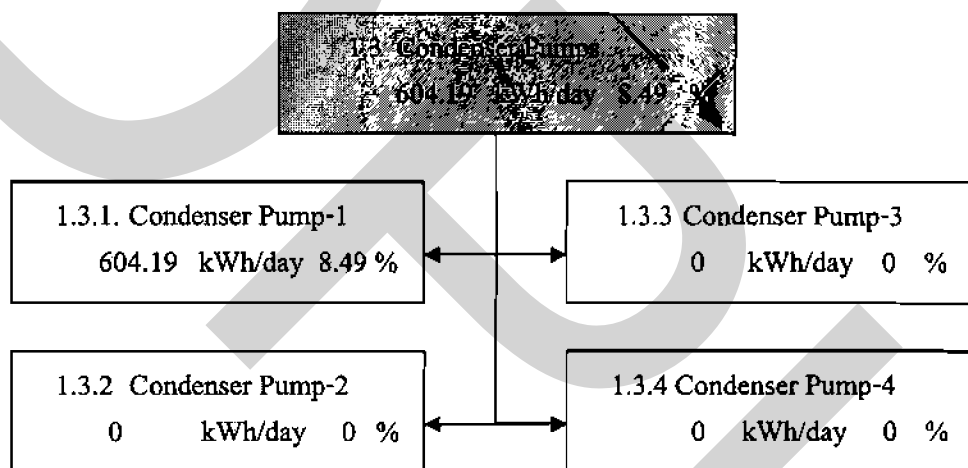 1.3 Condenser Pumps
604.19 kWh/day 8.49 %
1.3.1. Condenser Pump-1
604.19 kWh/day 8.49 %
1.3.3 Condenser Pump-3
0 kWh/day 0 %
1.3.2 Condenser Pump-2
0 kWh/day 0 %
1.3.4 Condenser Pump-4
0 kWh/day 0 %